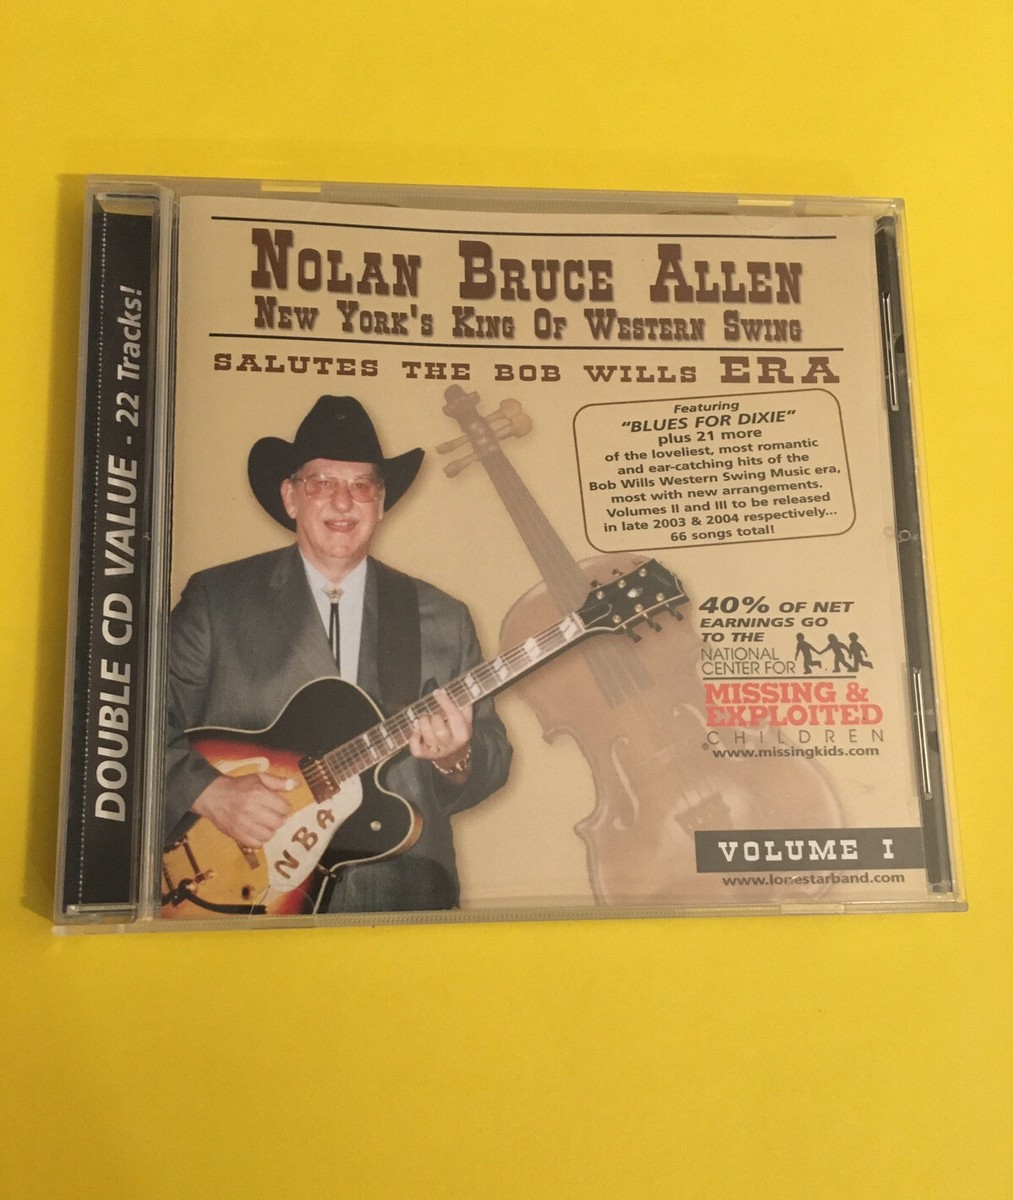 DOUBLE CD VALUE - 22 Tracks!
NOLAN BRUCE ALLEN
NEW YORK'S KING OF WESTERN SWING
SALUTES THE BOB WILLS ERA
Featuring
"BLUES FOR DIXIE"
plus 21 more
of the loveliest, most romantic
and ear-catching hits of the
Bob Wills Western Swing Music era,
most with new arrangements.
Volumes II and III to be released
in late 2003 & 2004 respectively...
66 songs total!
40% OF NET
EARNINGS GO
TO THE
NATIONAL
CENTER FOR
MISSING &
EXPLOITED
CHILDREN
www.missingkids.com
NBA
VOLUME I
www.lonestarband.com